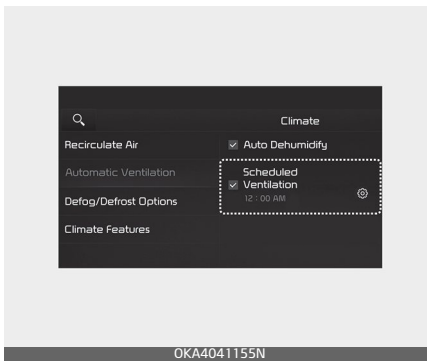 Climate
Recirculate Air
Auto Dehumidify
Automatic Ventilation
Scheduled
Ventilation
12 : 00 AM
Defog/Defrost Options
Climate Features
OKA4041155N